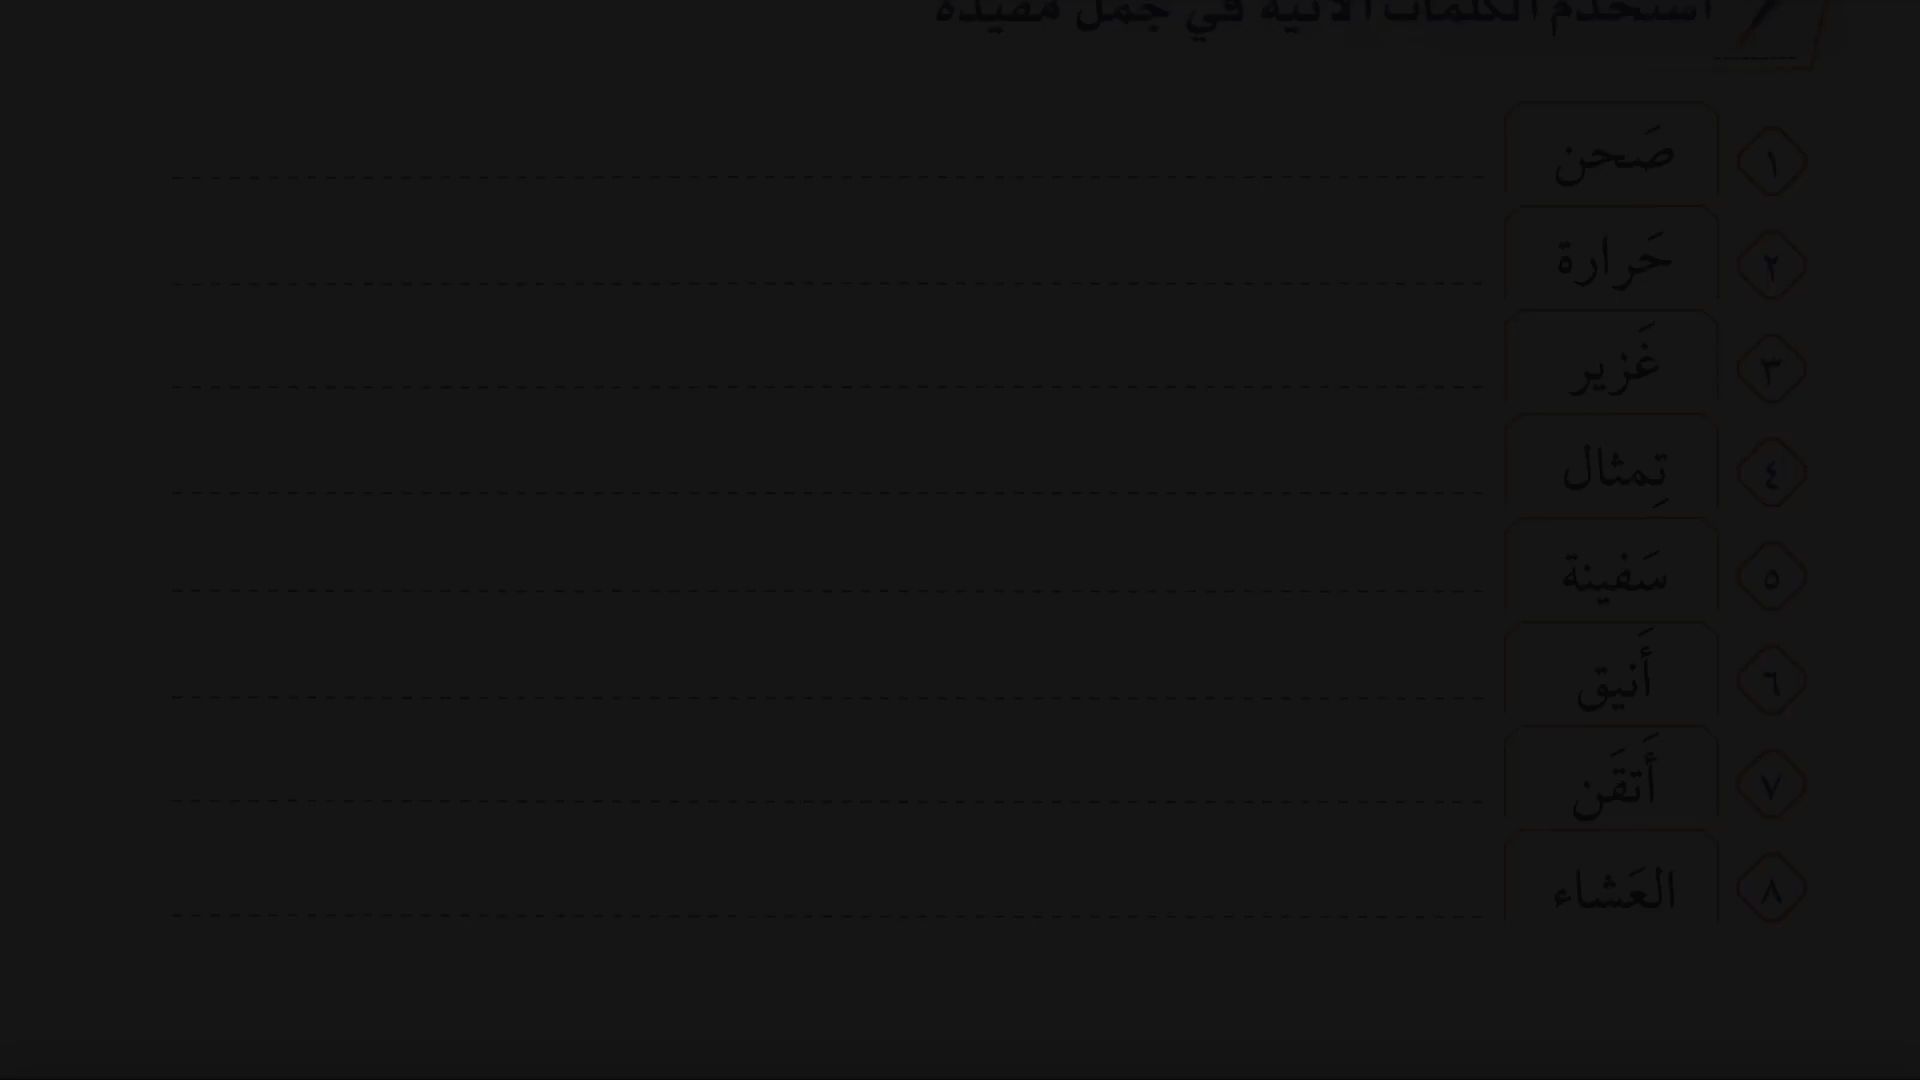 استخدم الكلمات الآتية في جمل مفيدة
١ صَحن
٢ حَرارة
٣ غَزير
٤ تِمثال
٥ سَفينة
٦ أَنيق
٧ أَتقَن
٨ العَشاء